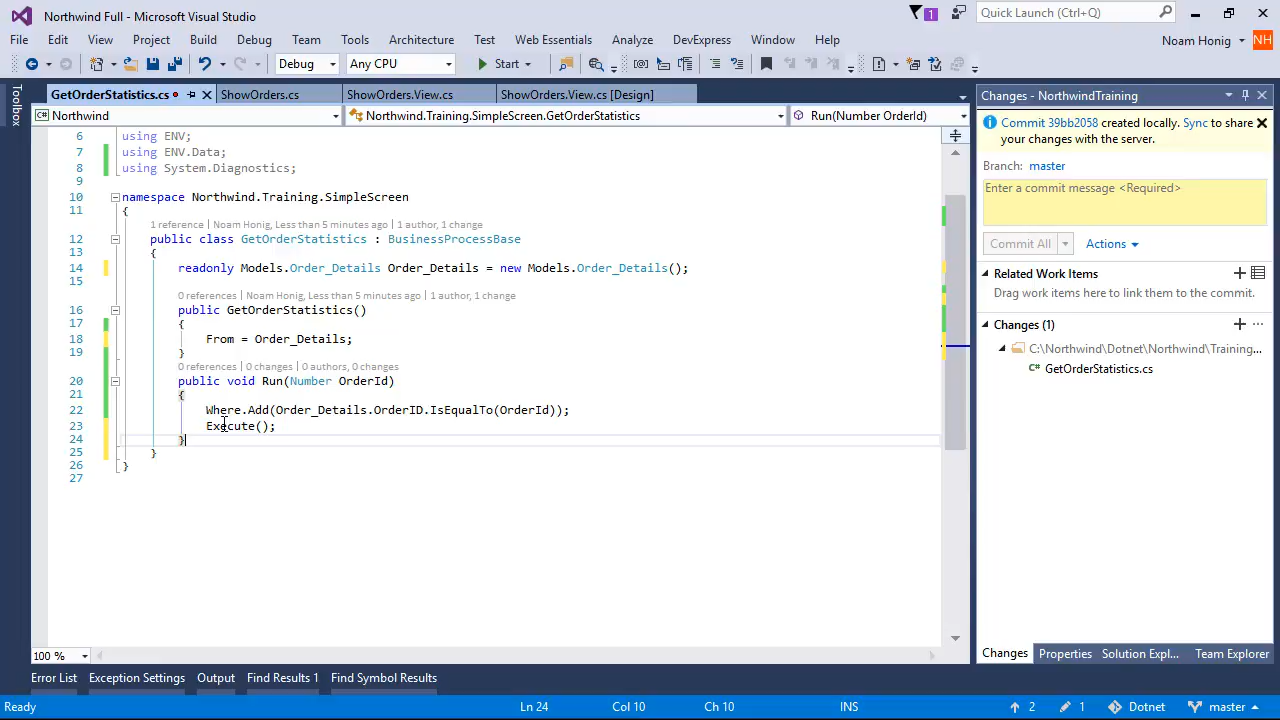 Northwind Full - Microsoft Visual Studio
1
Quick Launch (Ctrl+Q)
File Edit View Project Build Debug Team Tools Architecture Test Web Essentials Analyze DevExpress Window Help
Noam Honig NH
Debug Any CPU Start
Toolbox
GetOrderStatistics.cs ShowOrders.cs ShowOrders.View.cs ShowOrders.View.cs [Design]
Northwind Northwind.Training.SimpleScreen.GetOrderStatistics Run(Number OrderId)
6 using ENV;
7 using ENV.Data;
8 using System.Diagnostics;
9
10 namespace Northwind.Training.SimpleScreen
11 {
1 reference | Noam Honig, Less than 5 minutes ago | 1 author, 1 change
12 public class GetOrderStatistics : BusinessProcessBase
13 {
14 readonly Models.Order_Details Order_Details = new Models.Order_Details();
15
0 references | Noam Honig, Less than 5 minutes ago | 1 author, 1 change
16 public GetOrderStatistics()
17 {
18 From = Order_Details;
19 }
0 references | 0 changes | 0 authors, 0 changes
20 public void Run(Number OrderId)
21 {
22 Where.Add(Order_Details.OrderID.IsEqualTo(OrderId));
23 Execute();
24 }
25 }
26 }
27
100 %
Changes - NorthwindTraining
Commit 39bb2058 created locally. Sync to share
your changes with the server.
Branch: master
Enter a commit message <Required>
Commit All Actions
Related Work Items
Drag work items here to link them to the commit.
Changes (1)
C:\Northwind\Dotnet\Northwind\Training...
GetOrderStatistics.cs
Changes Properties Solution Expl... Team Explorer
Error List Exception Settings Output Find Results 1 Find Symbol Results
Ready Ln 24 Col 10 Ch 10 INS 2 1 Dotnet master